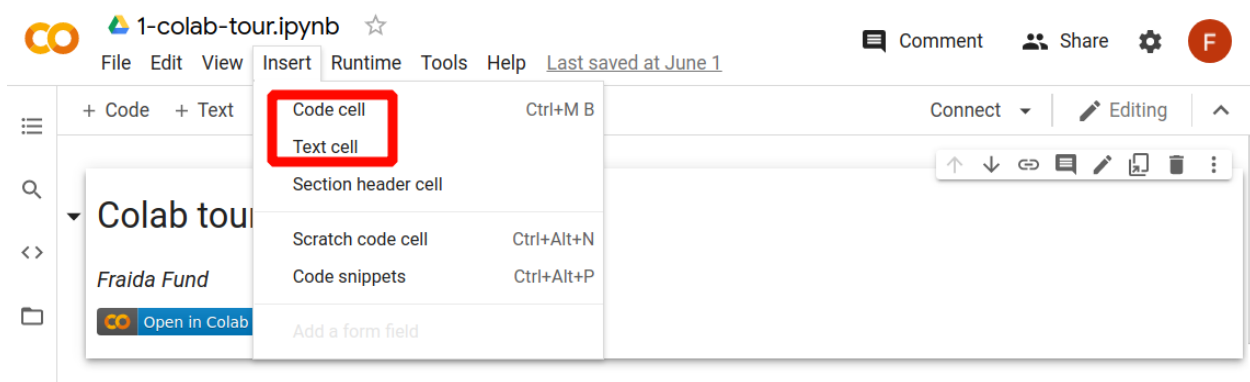 1-colab-tour.ipynb
Comment Share F
File Edit View Insert Runtime Tools Help Last saved at June 1
+ Code + Text Connect Editing
Code cell Ctrl+M B
Text cell
Section header cell
Colab tour
Scratch code cell Ctrl+Alt+N
Fraida Fund
Code snippets Ctrl+Alt+P
Open in Colab
Add a form field